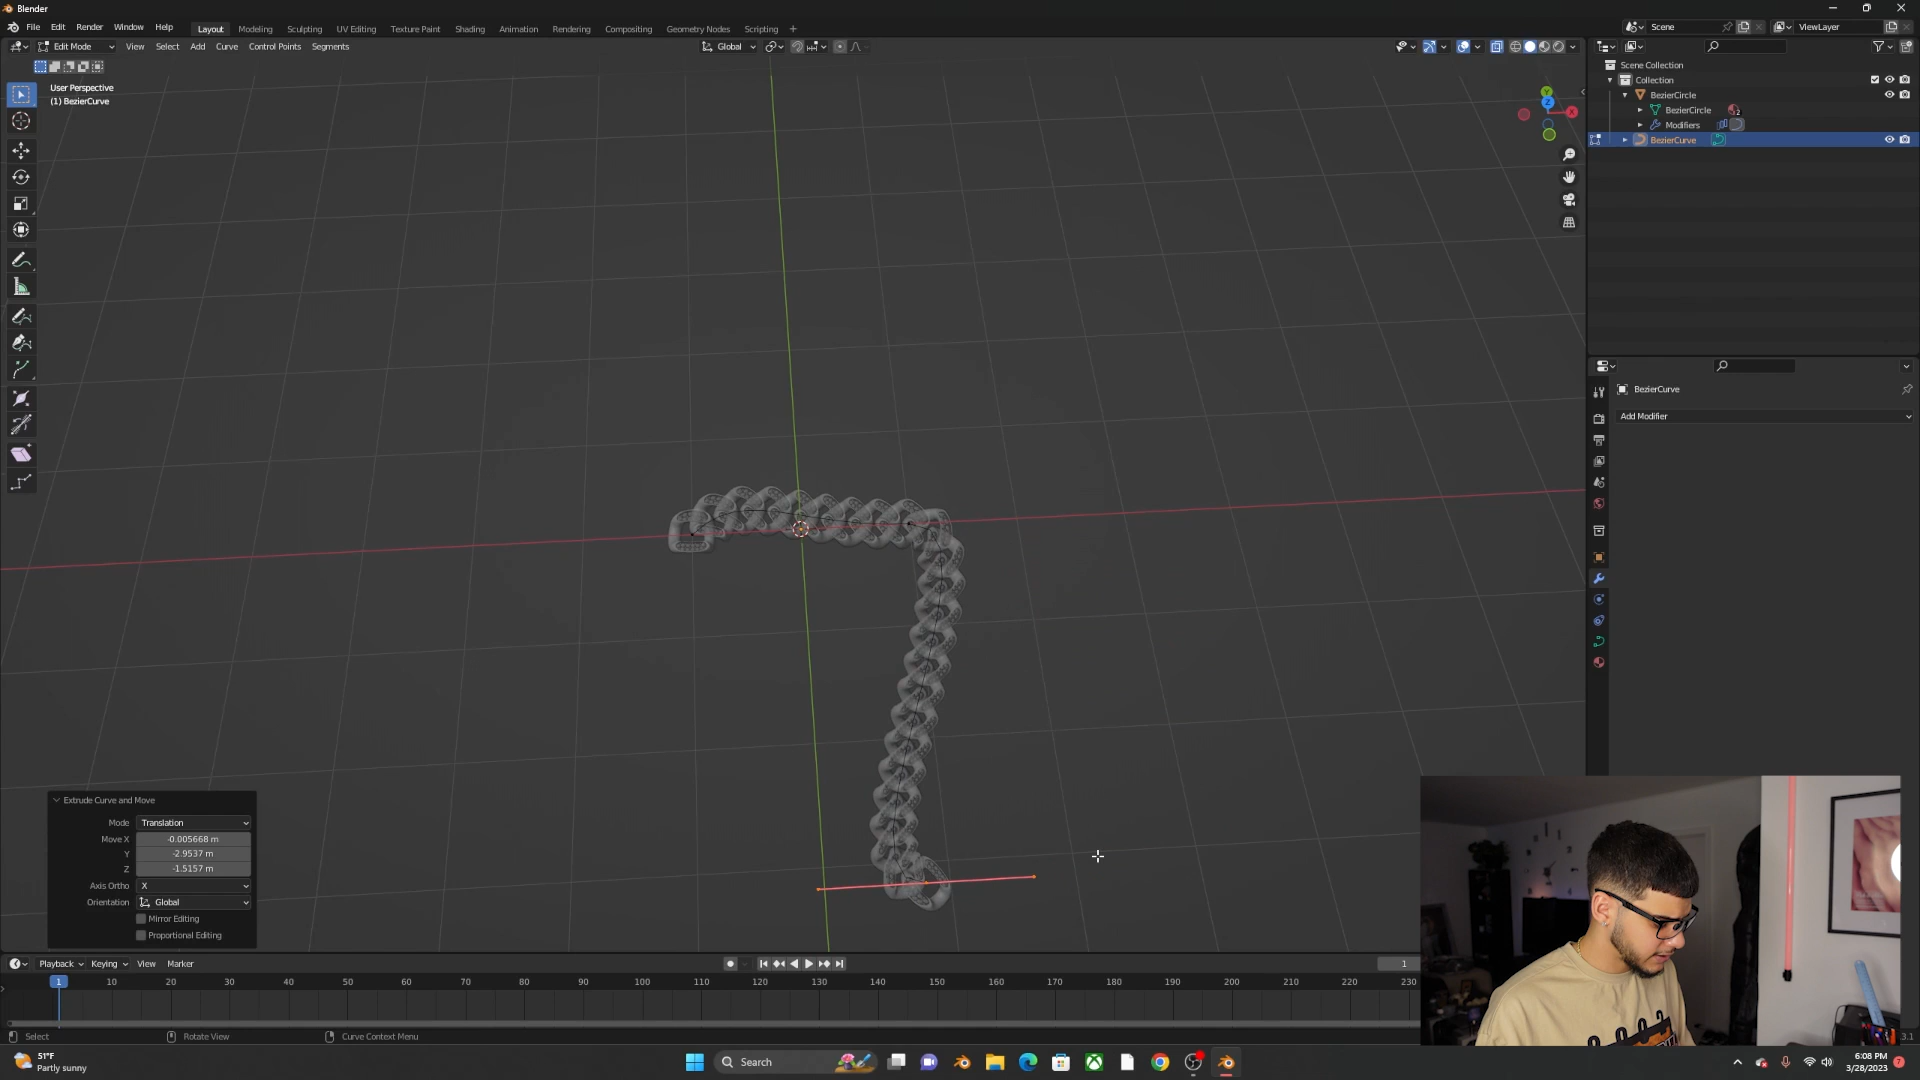 Blender
File Edit Render Window Help Layout Modeling Sculpting UV Editing Texture Paint Shading Animation Rendering Compositing Geometry Nodes Scripting + Scene ViewLayer
Edit Mode View Select Add Curve Control Points Segments Global
User Perspective
(1) BezierCurve
Scene Collection
Collection
BezierCircle
BezierCircle 2
Modifiers
BezierCurve
Y
Z
X
BezierCurve
Add Modifier
Extrude Curve and Move
Mode Translation
Move X -0.005668 m
Y -2.9537 m
Z -1.5157 m
Axis Ortho X
Orientation Global
Mirror Editing
Proportional Editing
Playback Keying View Marker 1
1 10 20 30 40 50 60 70 80 90 100 110 120 130 140 150 160 170 180 190 200 210 220 230
Select Rotate View Curve Context Menu 3.1
51°F
Partly sunny
Search
6:08 PM
3/28/2023
7